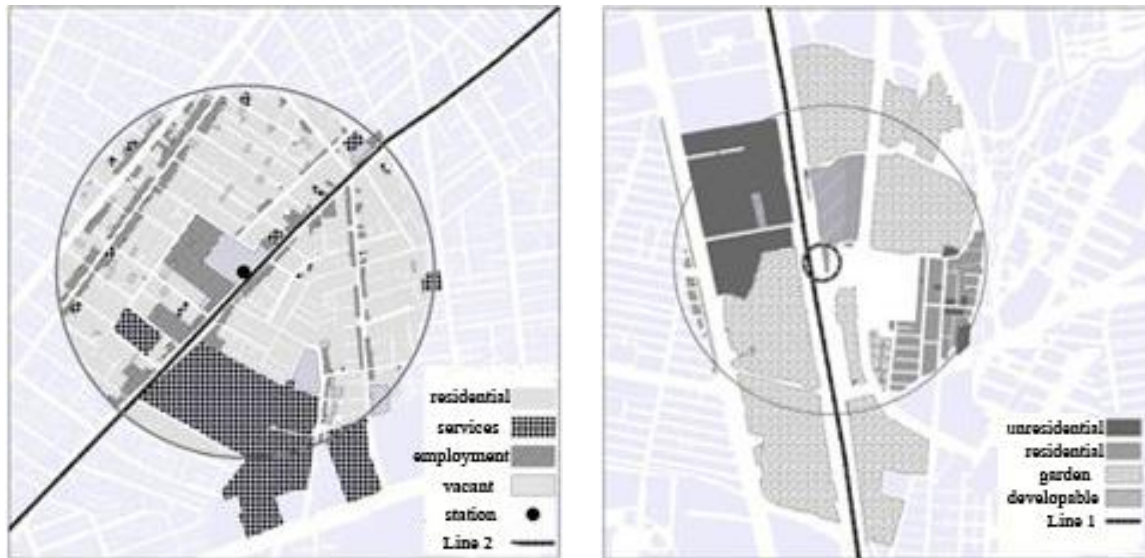 residential
services
employment
vacant
station
Line 2
unresidential
residential
garden
developable
Line 1